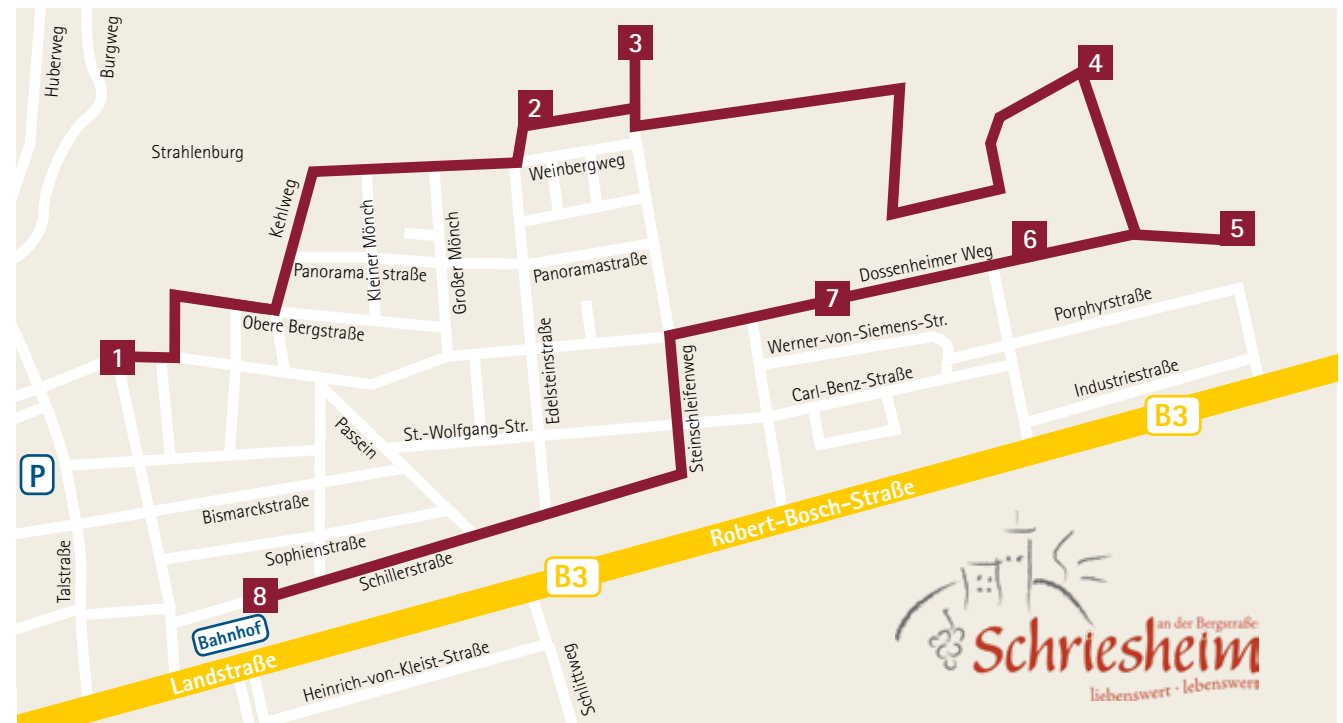 Huberweg
Burgweg
3
4
2
Strahlenburg
Weinbergweg
Kehlweg
Kleiner Mönch
Großer Mönch
5
6
Panorama straße
Panoramastraße
Dossenheimer Weg
7
Porphyrstraße
Obere Bergstraße
Werner-von-Siemens-Str.
1
Edelsteinstraße
Steinschleifenweg
Carl-Benz-Straße
Industriestraße
B3
Passein
St.-Wolfgang-Str.
P
Bismarckstraße
Robert-Bosch-Straße
Sophienstraße
Talstraße
Schillerstraße
B3
8
Bahnhof
Landstraße
Heinrich-von-Kleist-Straße
Schlittweg
an der Bergstraße
Schriesheim
liebenswert · lebenswert